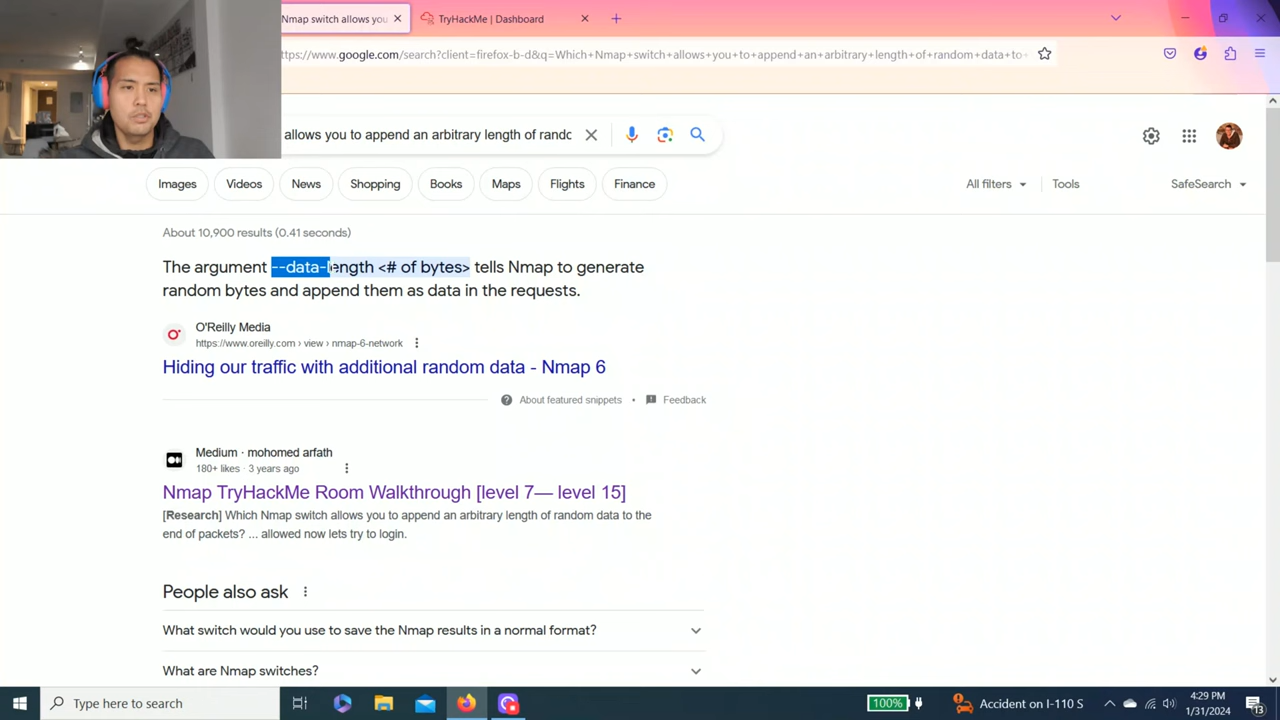 Nmap switch allows you
TryHackMe | Dashboard
ttps://www.google.com/search?client=firefox-b-d&q=Which+Nmap+switch+allows+you+to+append+an+arbitrary+length+of+random+data+to+
allows you to append an arbitrary length of randc
Images
Videos
News
Shopping
Books
Maps
Flights
Finance
All filters
Tools
SafeSearch
About 10,900 results (0.41 seconds)
The argument --data-length <# of bytes> tells Nmap to generate
random bytes and append them as data in the requests.
O'Reilly Media
https://www.oreilly.com › view › nmap-6-network
Hiding our traffic with additional random data - Nmap 6
About featured snippets • Feedback
Medium · mohomed arfath
180+ likes · 3 years ago
Nmap TryHackMe Room Walkthrough [level 7— level 15]
[Research] Which Nmap switch allows you to append an arbitrary length of random data to the
end of packets? ... allowed now lets try to login.
People also ask
What switch would you use to save the Nmap results in a normal format?
What are Nmap switches?
Type here to search
100%
Accident on I-110 S
4:29 PM
1/31/2024
13